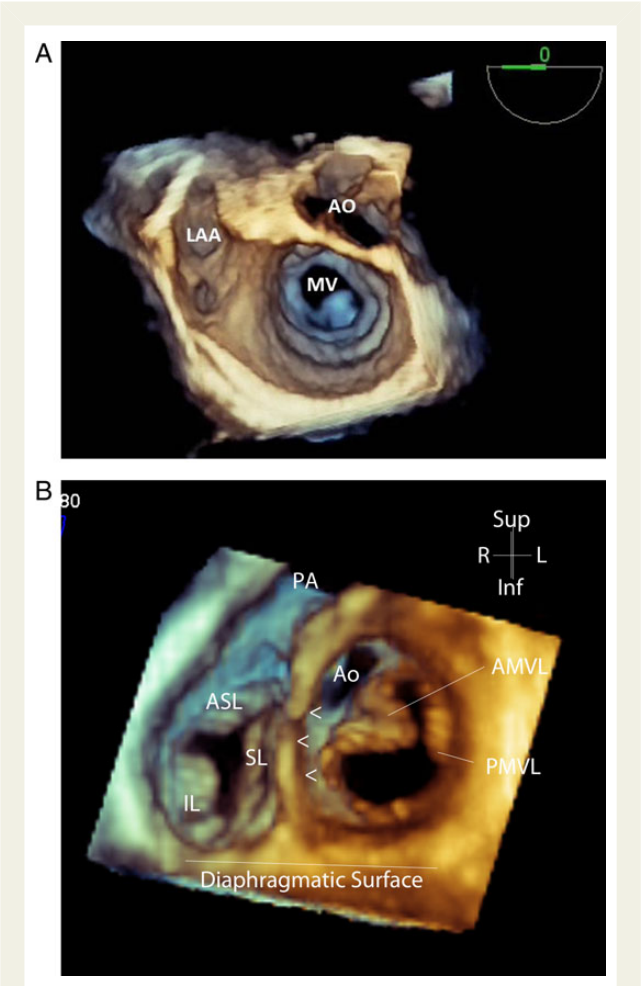 A
0
LAA
AO
MV
B
80
Sup
R L
Inf
PA
Ao
AMVL
ASL
<
<
SL
PMVL
<
IL
Diaphragmatic Surface